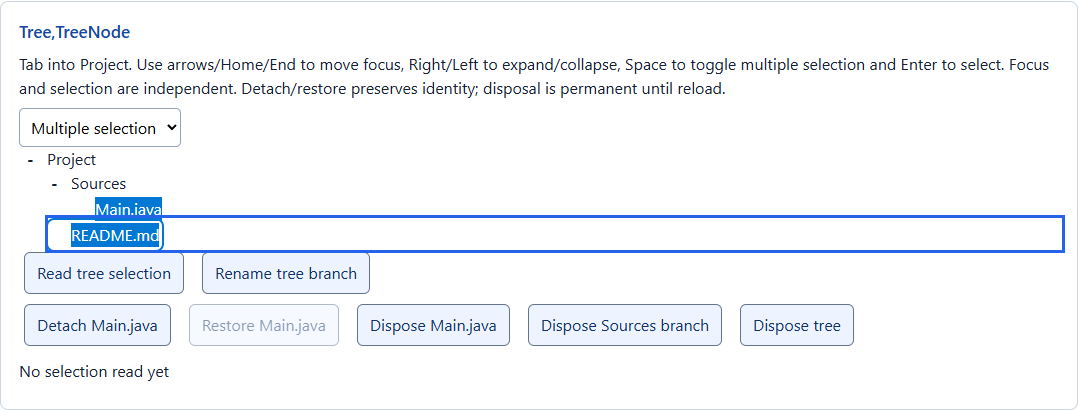 Tree,TreeNode
Tab into Project. Use arrows/Home/End to move focus, Right/Left to expand/collapse, Space to toggle multiple selection and Enter to select. Focus
and selection are independent. Detach/restore preserves identity; disposal is permanent until reload.
Multiple selection
- Project
- Sources
Main.java
README.md
Read tree selection Rename tree branch
Detach Main.java Restore Main.java Dispose Main.java Dispose Sources branch Dispose tree
No selection read yet